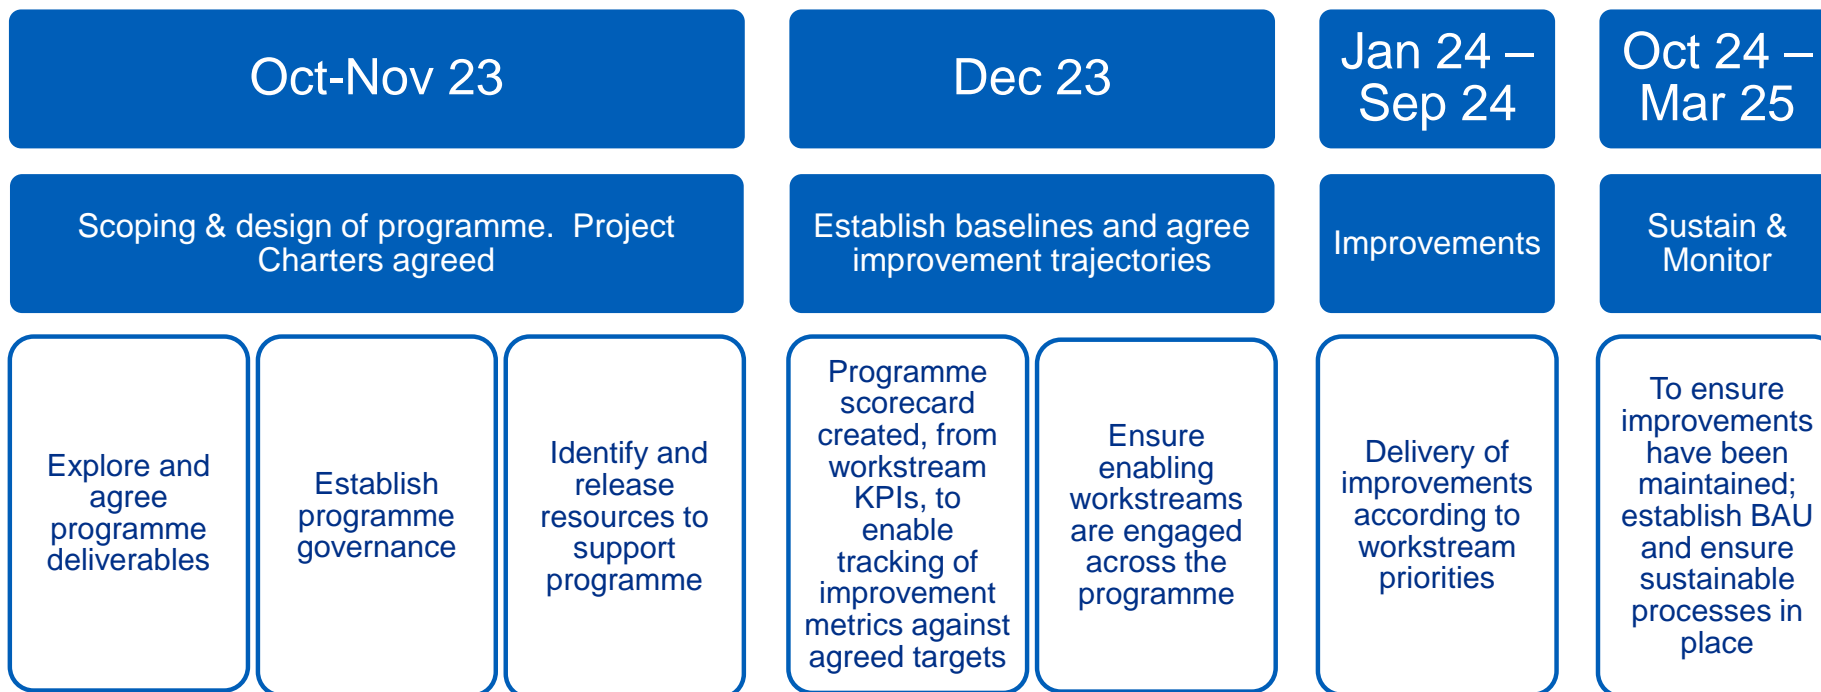 Oct-Nov 23
Dec 23
Jan 24 –
Sep 24
Oct 24 –
Mar 25
Scoping & design of programme.  Project
Charters agreed
Establish baselines and agree
improvement trajectories
Improvements
Sustain &
Monitor
Explore and
agree
programme
deliverables
Establish
programme
governance
Identify and
release
resources to
support
programme
Programme
scorecard
created, from
workstream
KPIs, to
enable
tracking of
improvement
metrics against
agreed targets
Ensure
enabling
workstreams
are engaged
across the
programme
Delivery of
improvements
according to
workstream
priorities
To ensure
improvements
have been
maintained;
establish BAU
and ensure
sustainable
processes in
place